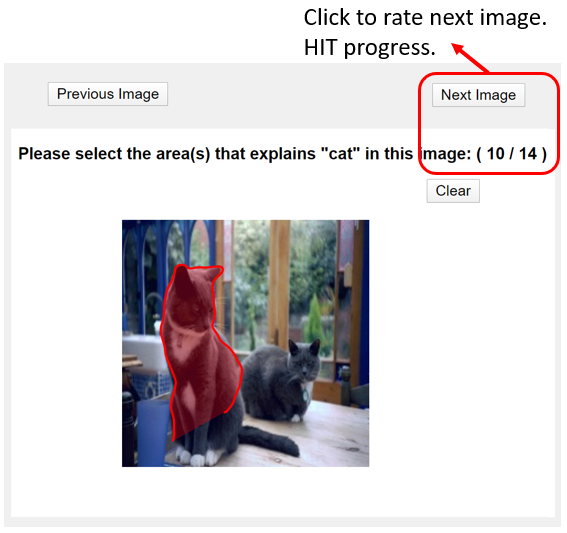 Click to rate next image.
HIT progress.
Previous Image
Next Image
Please select the area(s) that explains "cat" in this image: ( 10 / 14 )
Clear